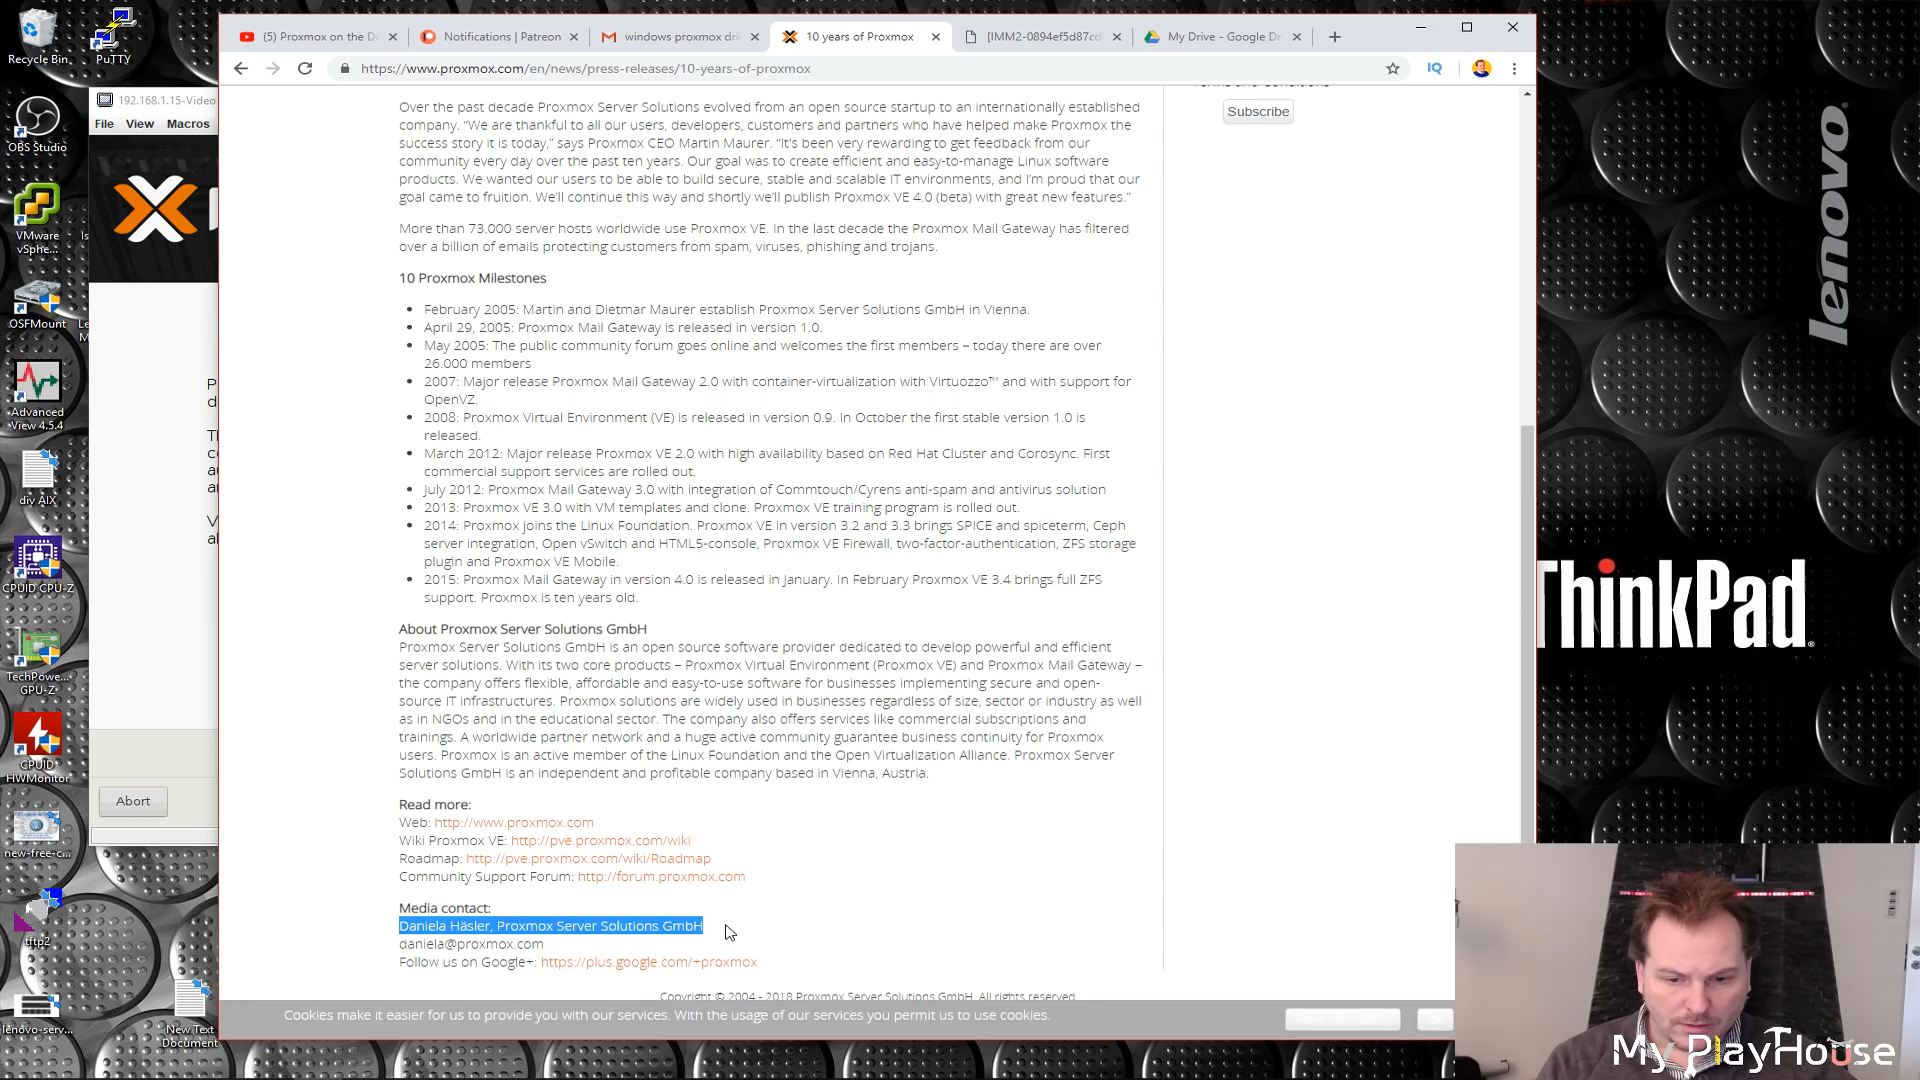 Recycle Bin
PuTTY
OBS Studio
VMware
vSphe...
OSFMount
Advanced
View 4.5.4
div AIX
CPUID CPU-Z
TechPowe...
GPU-Z
CPUID
HWMonitor
new-free-c...
tftp2
lenovo-serv...
New Text
Document
192.168.1.15-Video
File View Macros
Abort
(5) Proxmox on the De
Notifications | Patreon
windows proxmox dri
10 years of Proxmox
[IMM2-0894ef5d87cd
My Drive - Google Dr
https://www.proxmox.com/en/news/press-releases/10-years-of-proxmox
IQ
Terms and Conditions
Subscribe
Over the past decade Proxmox Server Solutions evolved from an open source startup to an internationally established
company. “We are thankful to all our users, developers, customers and partners who have helped make Proxmox the
success story it is today,” says Proxmox CEO Martin Maurer. “It's been very rewarding to get feedback from our
community every day over the past ten years. Our goal was to create efficient and easy-to-manage Linux software
products. We wanted our users to be able to build secure, stable and scalable IT environments, and I’m proud that our
goal came to fruition. We’ll continue this way and shortly we’ll publish Proxmox VE 4.0 (beta) with great new features.”
More than 73.000 server hosts worldwide use Proxmox VE. In the last decade the Proxmox Mail Gateway has filtered
over a billion of emails protecting customers from spam, viruses, phishing and trojans.
10 Proxmox Milestones
• February 2005: Martin and Dietmar Maurer establish Proxmox Server Solutions GmbH in Vienna.
• April 29, 2005: Proxmox Mail Gateway is released in version 1.0.
• May 2005: The public community forum goes online and welcomes the first members – today there are over
26.000 members
• 2007: Major release Proxmox Mail Gateway 2.0 with container-virtualization with Virtuozzo™ and with support for
OpenVZ.
• 2008: Proxmox Virtual Environment (VE) is released in version 0.9. In October the first stable version 1.0 is
released.
• March 2012: Major release Proxmox VE 2.0 with high availability based on Red Hat Cluster and Corosync. First
commercial support services are rolled out.
• July 2012: Proxmox Mail Gateway 3.0 with integration of Commtouch/Cyrens anti-spam and antivirus solution
• 2013: Proxmox VE 3.0 with VM templates and clone. Proxmox VE training program is rolled out.
• 2014: Proxmox joins the Linux Foundation. Proxmox VE in version 3.2 and 3.3 brings SPICE and spiceterm, Ceph
server integration, Open vSwitch and HTML5-console, Proxmox VE Firewall, two-factor-authentication, ZFS storage
plugin and Proxmox VE Mobile.
• 2015: Proxmox Mail Gateway in version 4.0 is released in January. In February Proxmox VE 3.4 brings full ZFS
support. Proxmox is ten years old.
About Proxmox Server Solutions GmbH
Proxmox Server Solutions GmbH is an open source software provider dedicated to develop powerful and efficient
server solutions. With its two core products – Proxmox Virtual Environment (Proxmox VE) and Proxmox Mail Gateway –
the company offers flexible, affordable and easy-to-use software for businesses implementing secure and open-
source IT infrastructures. Proxmox solutions are widely used in businesses regardless of size, sector or industry as well
as in NGOs and in the educational sector. The company also offers services like commercial subscriptions and
trainings. A worldwide partner network and a huge active community guarantee business continuity for Proxmox
users. Proxmox is an active member of the Linux Foundation and the Open Virtualization Alliance. Proxmox Server
Solutions GmbH is an independent and profitable company based in Vienna, Austria.
Read more:
Web: http://www.proxmox.com
Wiki Proxmox VE: http://pve.proxmox.com/wiki
Roadmap: http://pve.proxmox.com/wiki/Roadmap
Community Support Forum: http://forum.proxmox.com
Media contact:
Daniela Häsler, Proxmox Server Solutions GmbH
daniela@proxmox.com
Follow us on Google+: https://plus.google.com/+proxmox
Copyright © 2004 - 2018 Proxmox Server Solutions GmbH. All rights reserved.
Cookies make it easier for us to provide you with our services. With the usage of our services you permit us to use cookies.
lenovo
ThinkPad
My PlayHouse